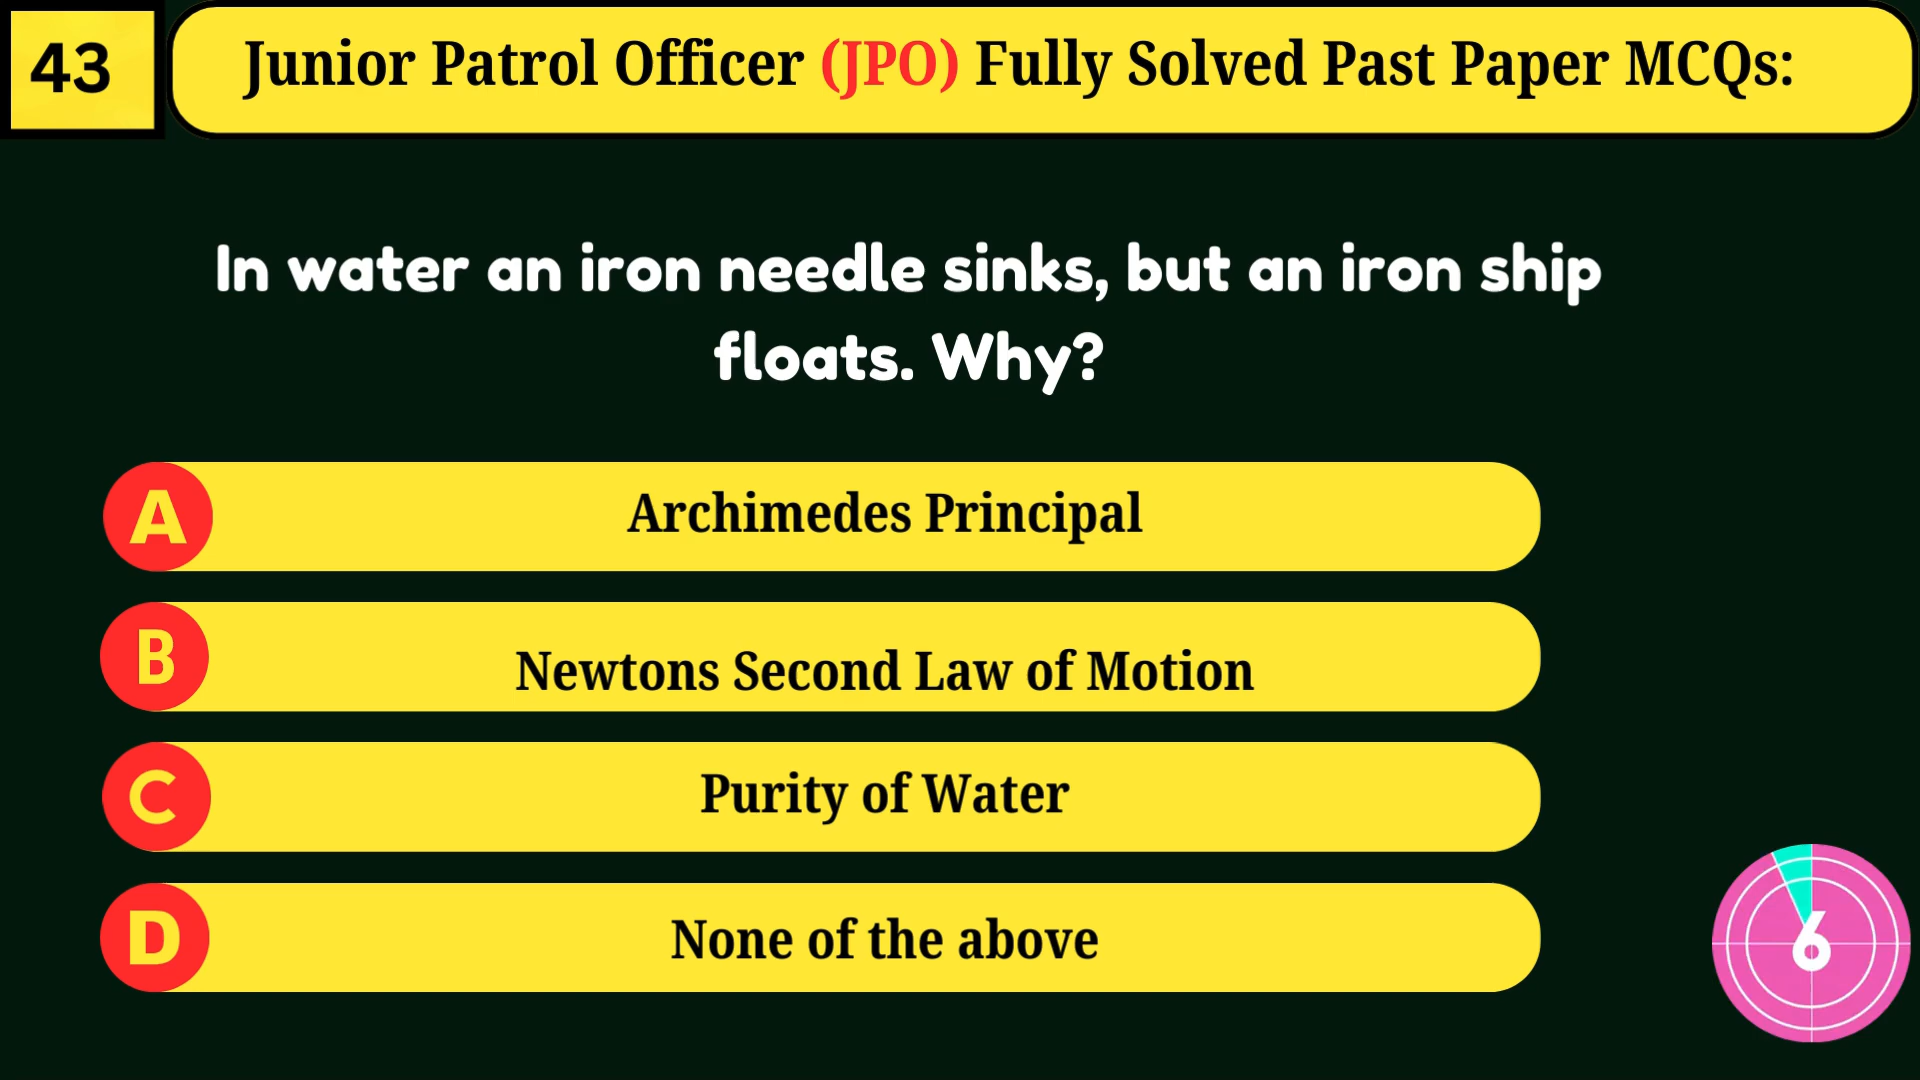 43
Junior Patrol Officer (JPO) Fully Solved Past Paper MCQs:
In water an iron needle sinks, but an iron ship
floats. Why?
A Archimedes Principal
B Newtons Second Law of Motion
C Purity of Water
D None of the above
6